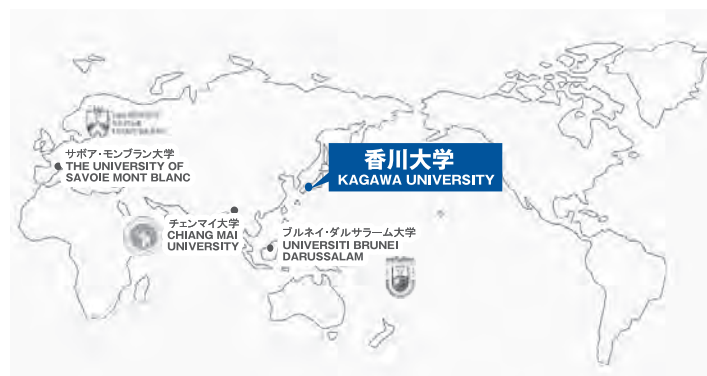 サボア・モンブラン大学
THE UNIVERSITY OF
SAVOIE MONT BLANC
香川大学
KAGAWA UNIVERSITY
チェンマイ大学
CHIANG MAI
UNIVERSITY
ブルネイ・ダルサラーム大学
UNIVERSITI BRUNEI
DARUSSALAM